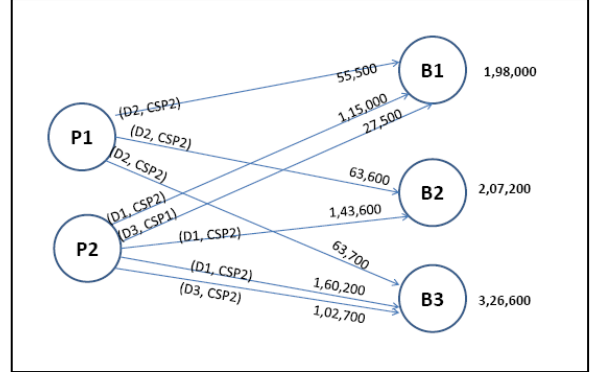 B1
1,98,000
55,500
(D2, CSP2)
1,15,000
27,500
P1
(D2, CSP2)
(D2, CSP2)
63,600
B2
2,07,200
(D1, CSP2)
1,43,600
(D3, CSP1)
(D1, CSP2)
P2
63,700
(D1, CSP2)
1,60,200
B3
3,26,600
(D3, CSP2)
1,02,700